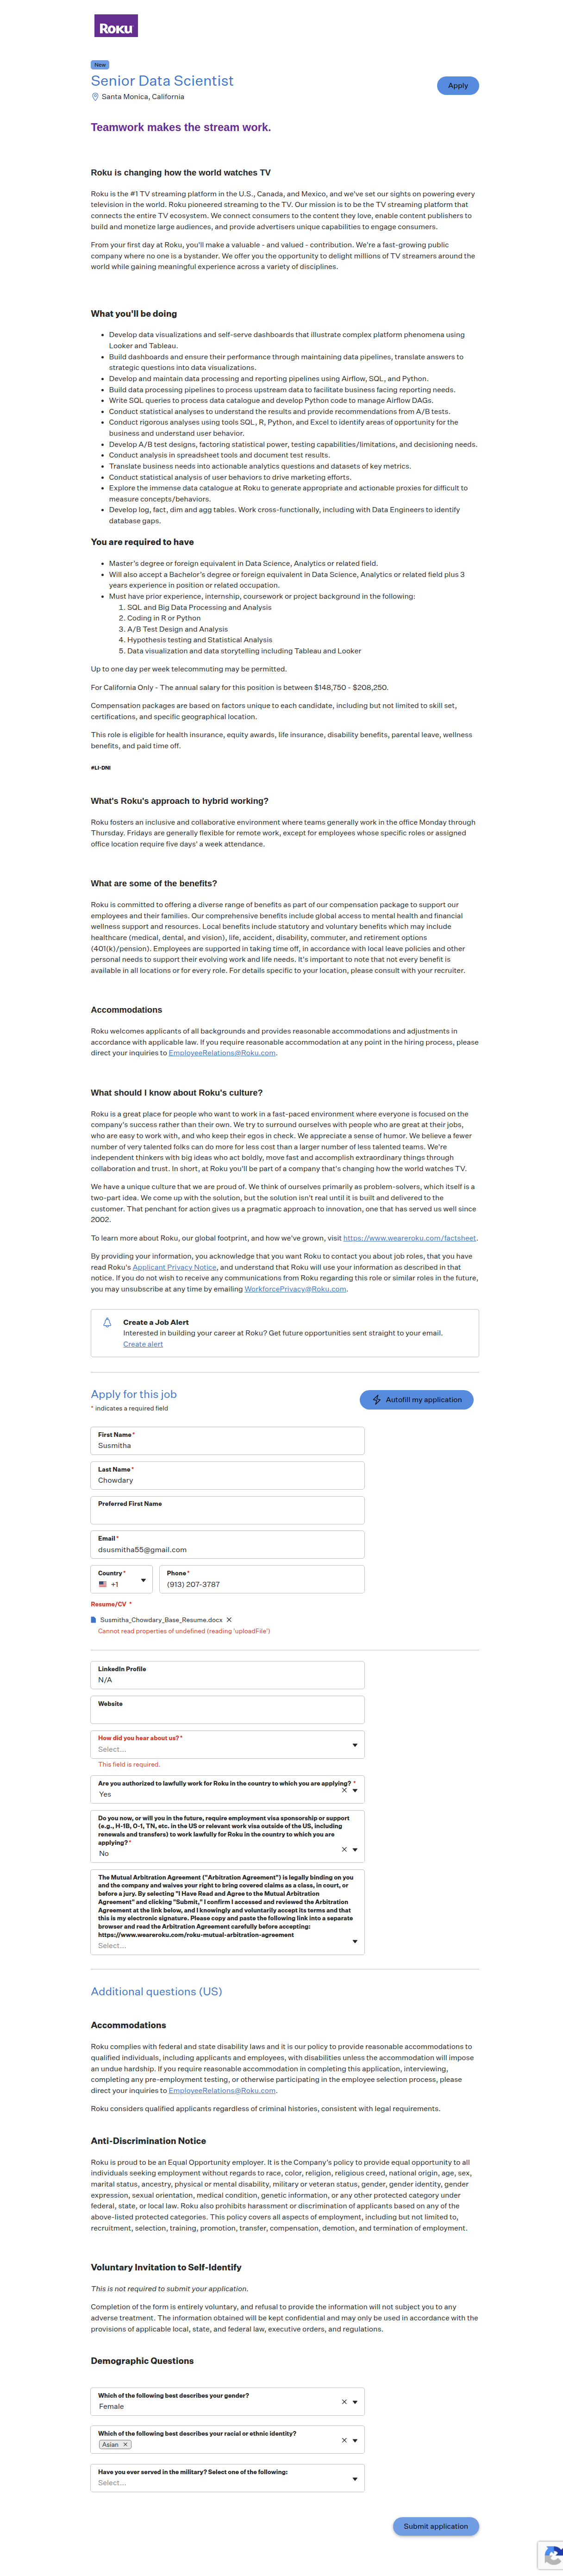 Roku
New
Senior Data Scientist
Apply
Santa Monica, California
Teamwork makes the stream work.
Roku is changing how the world watches TV
Roku is the #1 TV streaming platform in the U.S., Canada, and Mexico, and we've set our sights on powering every
television in the world. Roku pioneered streaming to the TV. Our mission is to be the TV streaming platform that
connects the entire TV ecosystem. We connect consumers to the content they love, enable content publishers to
build and monetize large audiences, and provide advertisers unique capabilities to engage consumers.
From your first day at Roku, you'll make a valuable - and valued - contribution. We're a fast-growing public
company where no one is a bystander. We offer you the opportunity to delight millions of TV streamers around the
world while gaining meaningful experience across a variety of disciplines.
What you'll be doing
• Develop data visualizations and self-serve dashboards that illustrate complex platform phenomena using
Looker and Tableau.
• Build dashboards and ensure their performance through maintaining data pipelines, translate answers to
strategic questions into data visualizations.
• Develop and maintain data processing and reporting pipelines using Airflow, SQL, and Python.
• Build data processing pipelines to process upstream data to facilitate business facing reporting needs.
• Write SQL queries to process data catalogue and develop Python code to manage Airflow DAGs.
• Conduct statistical analyses to understand the results and provide recommendations from A/B tests.
• Conduct rigorous analyses using tools SQL, R, Python, and Excel to identify areas of opportunity for the
business and understand user behavior.
• Develop A/B test designs, factoring statistical power, testing capabilities/limitations, and decisioning needs.
• Conduct analysis in spreadsheet tools and document test results.
• Translate business needs into actionable analytics questions and datasets of key metrics.
• Conduct statistical analysis of user behaviors to drive marketing efforts.
• Explore the immense data catalogue at Roku to generate appropriate and actionable proxies for difficult to
measure concepts/behaviors.
• Develop log, fact, dim and agg tables. Work cross-functionally, including with Data Engineers to identify
database gaps.
You are required to have
• Master's degree or foreign equivalent in Data Science, Analytics or related field.
• Will also accept a Bachelor's degree or foreign equivalent in Data Science, Analytics or related field plus 3
years experience in position or related occupation.
• Must have prior experience, internship, coursework or project background in the following:
1. SQL and Big Data Processing and Analysis
2. Coding in R or Python
3. A/B Test Design and Analysis
4. Hypothesis testing and Statistical Analysis
5. Data visualization and data storytelling including Tableau and Looker
Up to one day per week telecommuting may be permitted.
For California Only - The annual salary for this position is between $148,750 - $208,250.
Compensation packages are based on factors unique to each candidate, including but not limited to skill set,
certifications, and specific geographical location.
This role is eligible for health insurance, equity awards, life insurance, disability benefits, parental leave, wellness
benefits, and paid time off.
#LI-DNI
What's Roku's approach to hybrid working?
Roku fosters an inclusive and collaborative environment where teams generally work in the office Monday through
Thursday. Fridays are generally flexible for remote work, except for employees whose specific roles or assigned
office location require five days' a week attendance.
What are some of the benefits?
Roku is committed to offering a diverse range of benefits as part of our compensation package to support our
employees and their families. Our comprehensive benefits include global access to mental health and financial
wellness support and resources. Local benefits include statutory and voluntary benefits which may include
healthcare (medical, dental, and vision), life, accident, disability, commuter, and retirement options
(401(k)/pension). Employees are supported in taking time off, in accordance with local leave policies and other
personal needs to support their evolving work and life needs. It's important to note that not every benefit is
available in all locations or for every role. For details specific to your location, please consult with your recruiter.
Accommodations
Roku welcomes applicants of all backgrounds and provides reasonable accommodations and adjustments in
accordance with applicable law. If you require reasonable accommodation at any point in the hiring process, please
direct your inquiries to EmployeeRelations@Roku.com.
What should I know about Roku's culture?
Roku is a great place for people who want to work in a fast-paced environment where everyone is focused on the
company's success rather than their own. We try to surround ourselves with people who are great at their jobs,
who are easy to work with, and who keep their egos in check. We appreciate a sense of humor. We believe a fewer
number of very talented folks can do more for less cost than a larger number of less talented teams. We're
independent thinkers with big ideas who act boldly, move fast and accomplish extraordinary things through
collaboration and trust. In short, at Roku you'll be part of a company that's changing how the world watches TV.
We have a unique culture that we are proud of. We think of ourselves primarily as problem-solvers, which itself is a
two-part idea. We come up with the solution, but the solution isn't real until it is built and delivered to the
customer. That penchant for action gives us a pragmatic approach to innovation, one that has served us well since
2002.
To learn more about Roku, our global footprint, and how we've grown, visit https://www.weareroku.com/factsheet.
By providing your information, you acknowledge that you want Roku to contact you about job roles, that you have
read Roku's Applicant Privacy Notice, and understand that Roku will use your information as described in that
notice. If you do not wish to receive any communications from Roku regarding this role or similar roles in the future,
you may unsubscribe at any time by emailing WorkforcePrivacy@Roku.com.
Create a Job Alert
Interested in building your career at Roku? Get future opportunities sent straight to your email.
Create alert
Apply for this job
Autofill my application
* indicates a required field
First Name*
Susmitha
Last Name*
Chowdary
Preferred First Name
Email*
dsusmitha55@gmail.com
Country* Phone*
+1 (913) 207-3787
Resume/CV *
Susmitha_Chowdary_Base_Resume.docx
Cannot read properties of undefined (reading 'uploadFile')
LinkedIn Profile
N/A
Website
How did you hear about us?*
Select...
This field is required.
Are you authorized to lawfully work for Roku in the country to which you are applying? *
Yes
Do you now, or will you in the future, require employment visa sponsorship or support
(e.g., H-1B, O-1, TN, etc. in the US or relevant work visa outside of the US, including
renewals and transfers) to work lawfully for Roku in the country to which you are
applying?*
No
The Mutual Arbitration Agreement ("Arbitration Agreement") is legally binding on you
and the company and waives your right to bring covered claims as a class, in court, or
before a jury. By selecting "I Have Read and Agree to the Mutual Arbitration
Agreement" and clicking "Submit," I confirm I accessed and reviewed the Arbitration
Agreement at the link below, and I knowingly and voluntarily accept its terms and that
this is my electronic signature. Please copy and paste the following link into a separate
browser and read the Arbitration Agreement carefully before accepting:
https://www.weareroku.com/roku-mutual-arbitration-agreement
Select...
Additional questions (US)
Accommodations
Roku complies with federal and state disability laws and it is our policy to provide reasonable accommodations to
qualified individuals, including applicants and employees, with disabilities unless the accommodation will impose
an undue hardship. If you require reasonable accommodation in completing this application, interviewing,
completing any pre-employment testing, or otherwise participating in the employee selection process, please
direct your inquiries to EmployeeRelations@Roku.com.
Roku considers qualified applicants regardless of criminal histories, consistent with legal requirements.
Anti-Discrimination Notice
Roku is proud to be an Equal Opportunity employer. It is the Company's policy to provide equal opportunity to all
individuals seeking employment without regards to race, color, religion, religious creed, national origin, age, sex,
marital status, ancestry, physical or mental disability, military or veteran status, gender, gender identity, gender
expression, sexual orientation, medical condition, genetic information, or any other protected category under
federal, state, or local law. Roku also prohibits harassment or discrimination of applicants based on any of the
above-listed protected categories. This policy covers all aspects of employment, including but not limited to,
recruitment, selection, training, promotion, transfer, compensation, demotion, and termination of employment.
Voluntary Invitation to Self-Identify
This is not required to submit your application.
Completion of the form is entirely voluntary, and refusal to provide the information will not subject you to any
adverse treatment. The information obtained will be kept confidential and may only be used in accordance with the
provisions of applicable local, state, and federal law, executive orders, and regulations.
Demographic Questions
Which of the following best describes your gender?
Female
Which of the following best describes your racial or ethnic identity?
Asian
Have you ever served in the military? Select one of the following:
Select...
Submit application